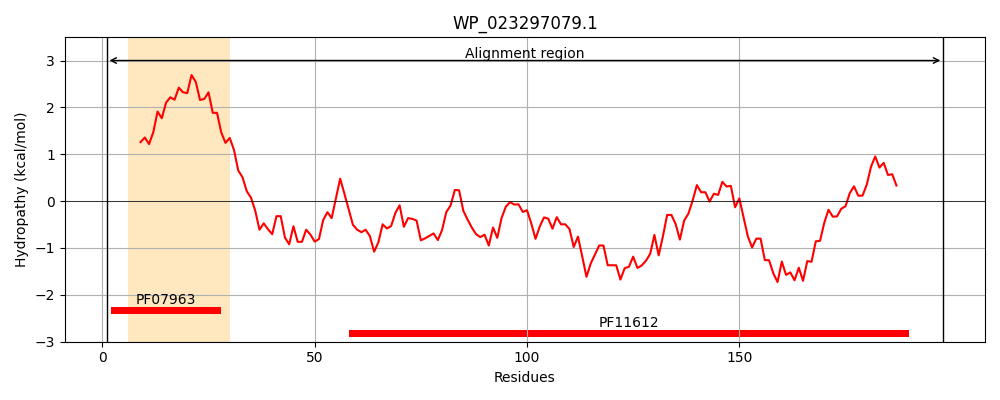 WP_023297079.1
Alignment region
3
2
1
0
−1
−2
−3
Hydropathy (kcal/mol)
PF07963
PF11612
0
50
100
150
Residues